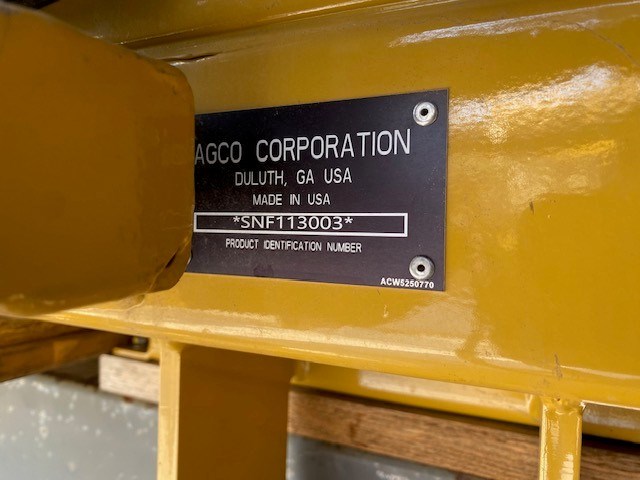 AGCO CORPORATION
DULUTH, GA USA
MADE IN USA
*SNF113003*
PRODUCT IDENTIFICATION NUMBER
ACW5250770